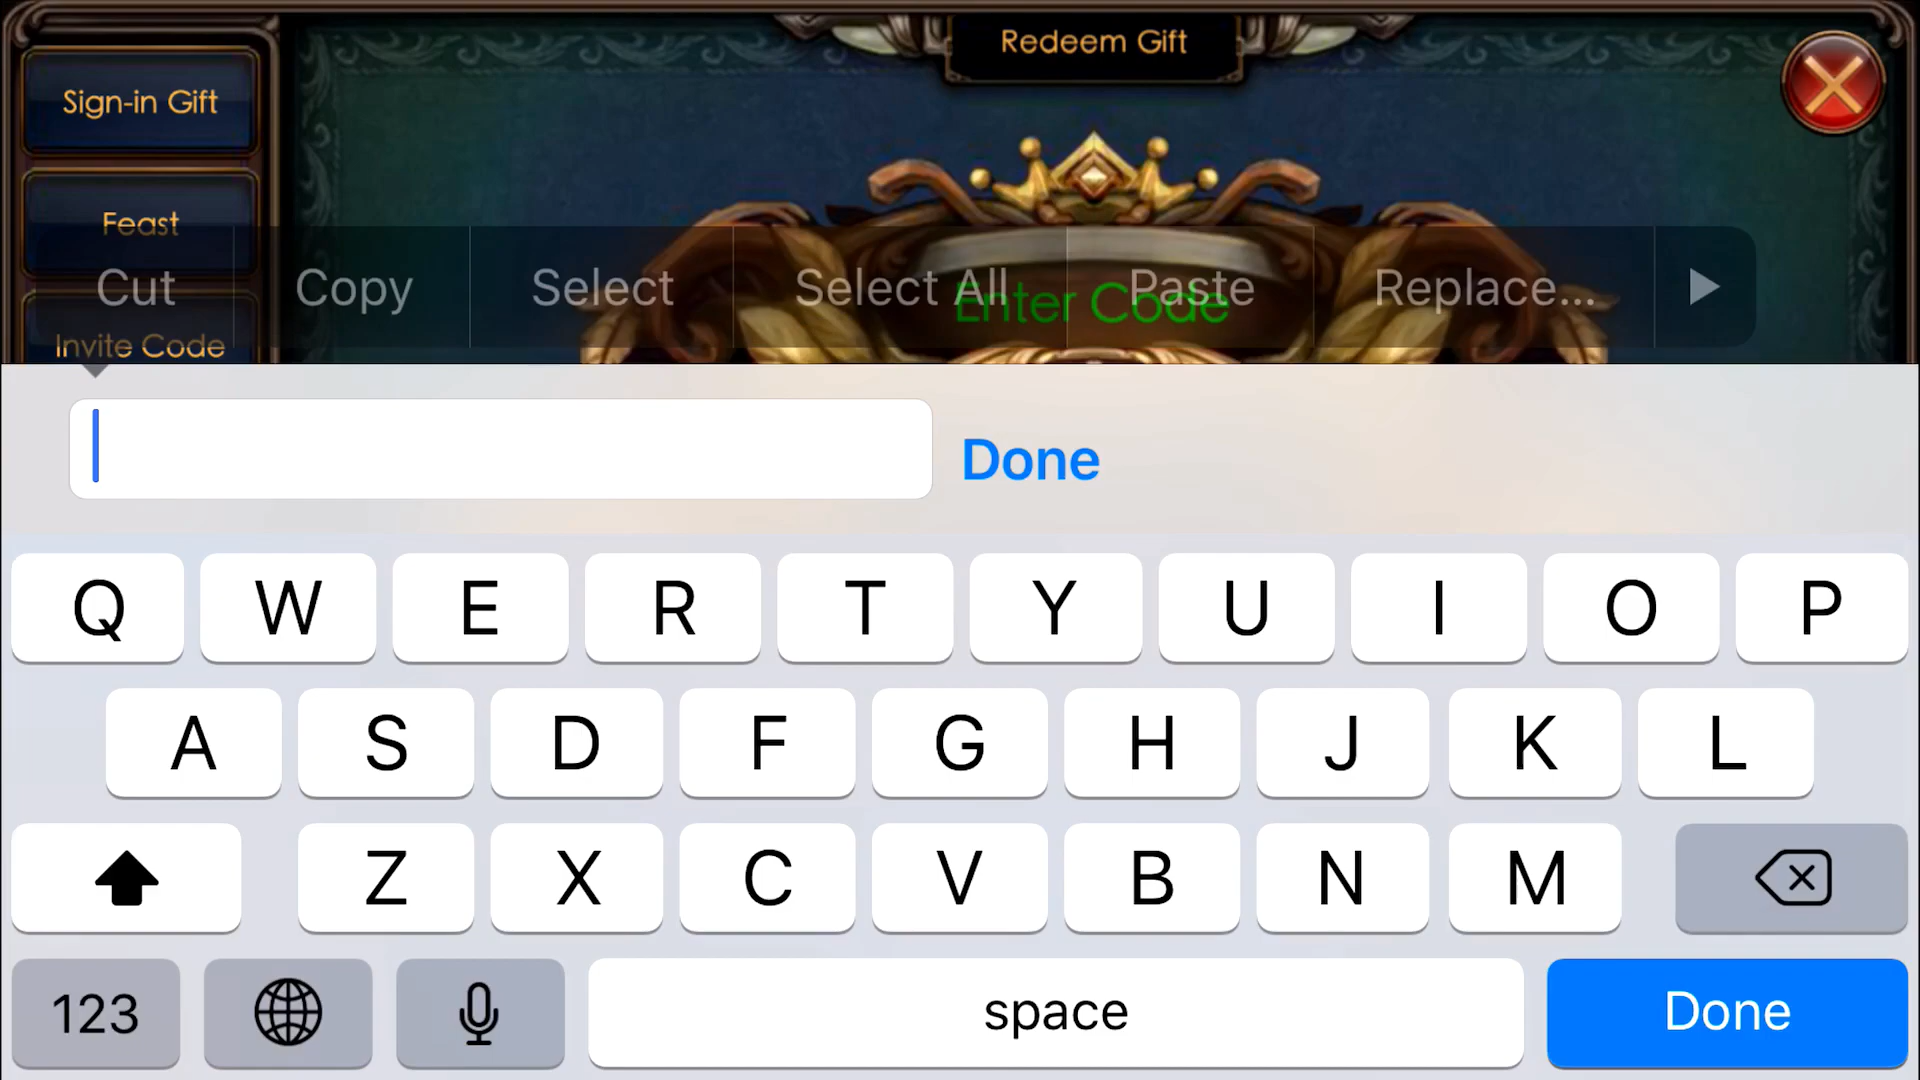 Redeem Gift
Sign-in Gift
Feast
Cut Copy Select Select All Paste Replace...
Enter Code
Invite Code
Done
Q W E R T Y U I O P
A S D F G H J K L
Z X C V B N M
123 space Done